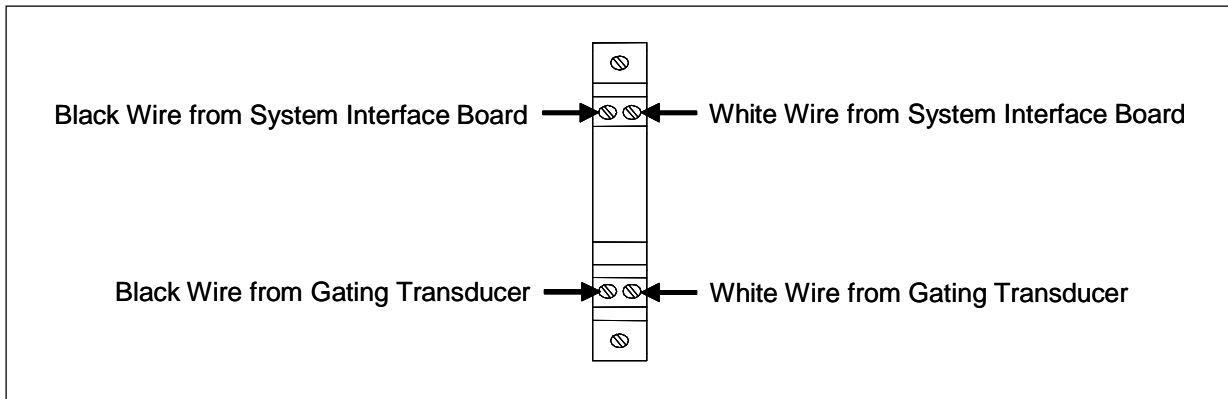 Black Wire from System Interface Board
White Wire from System Interface Board
Black Wire from Gating Transducer
White Wire from Gating Transducer